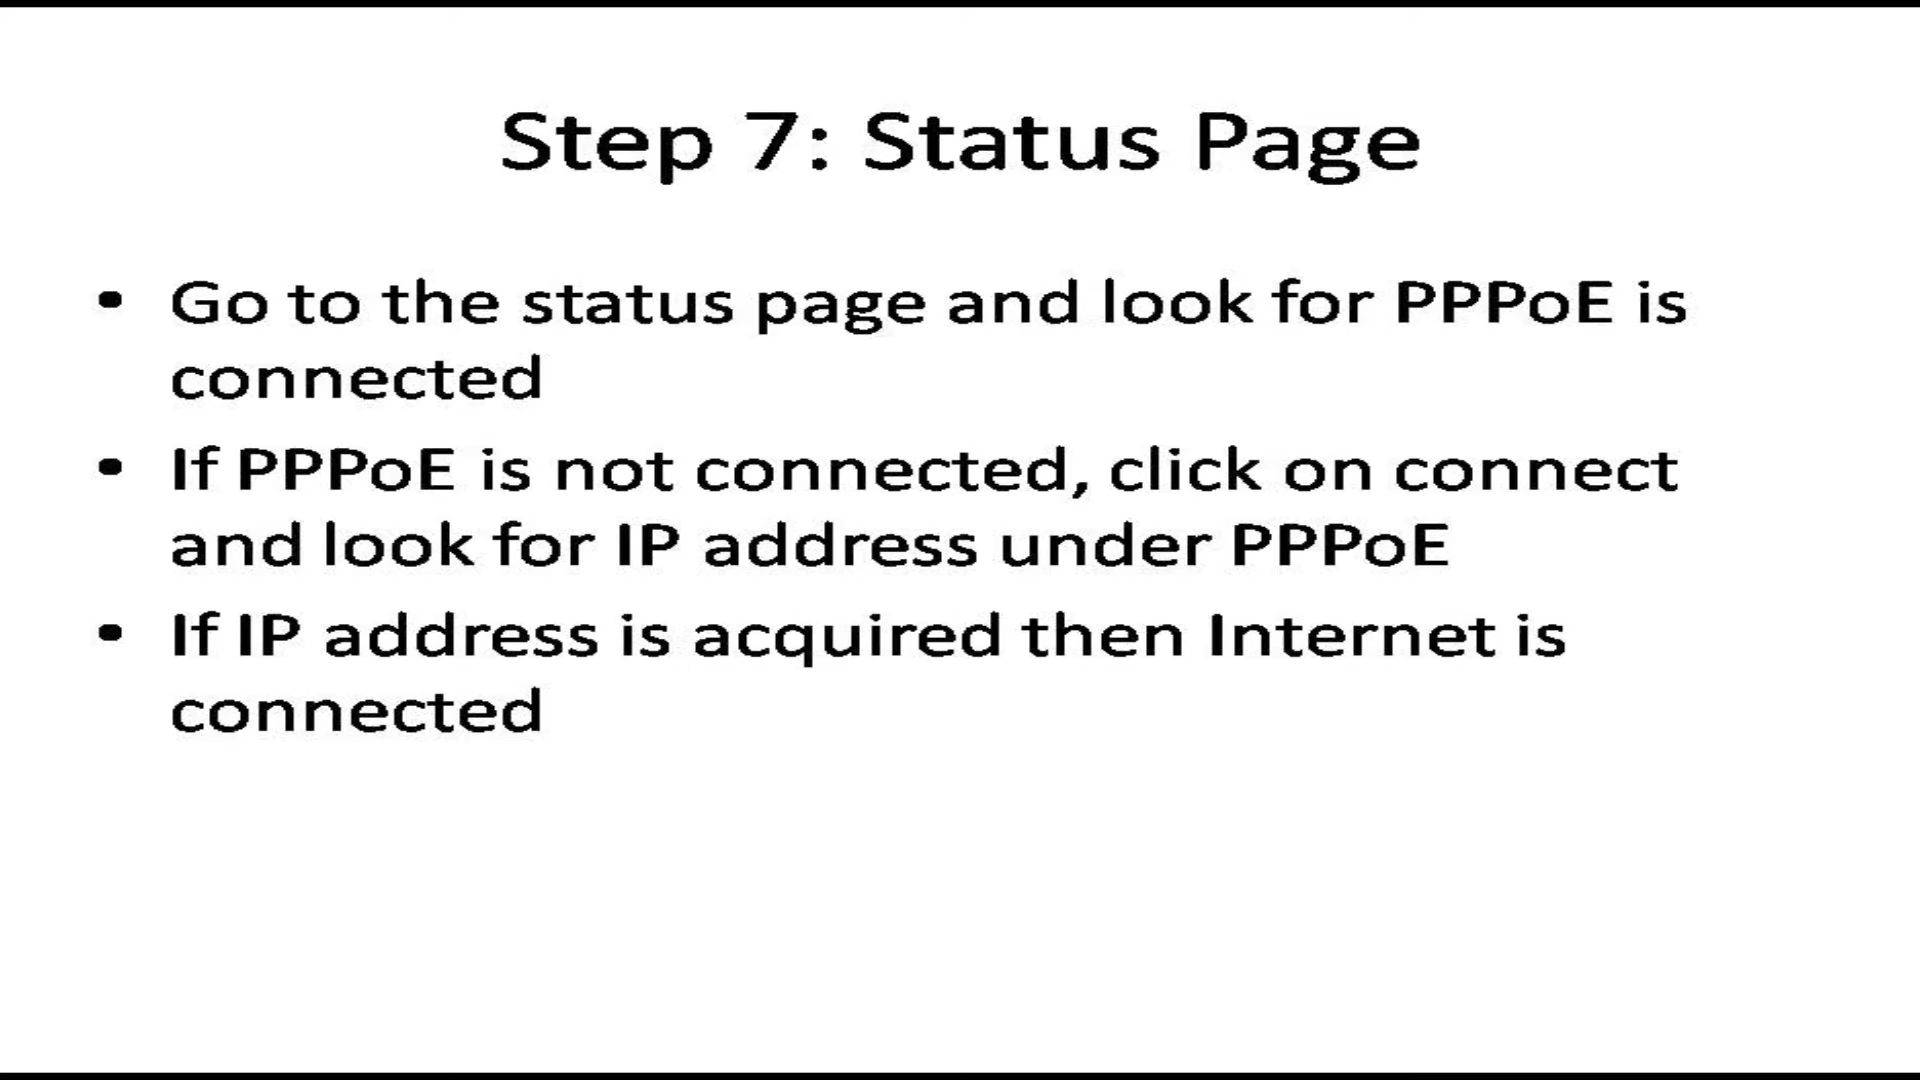 Step 7: Status Page
• Go to the status page and look for PPPoE is
connected
• If PPPoE is not connected, click on connect
and look for IP address under PPPoE
• If IP address is acquired then Internet is
connected